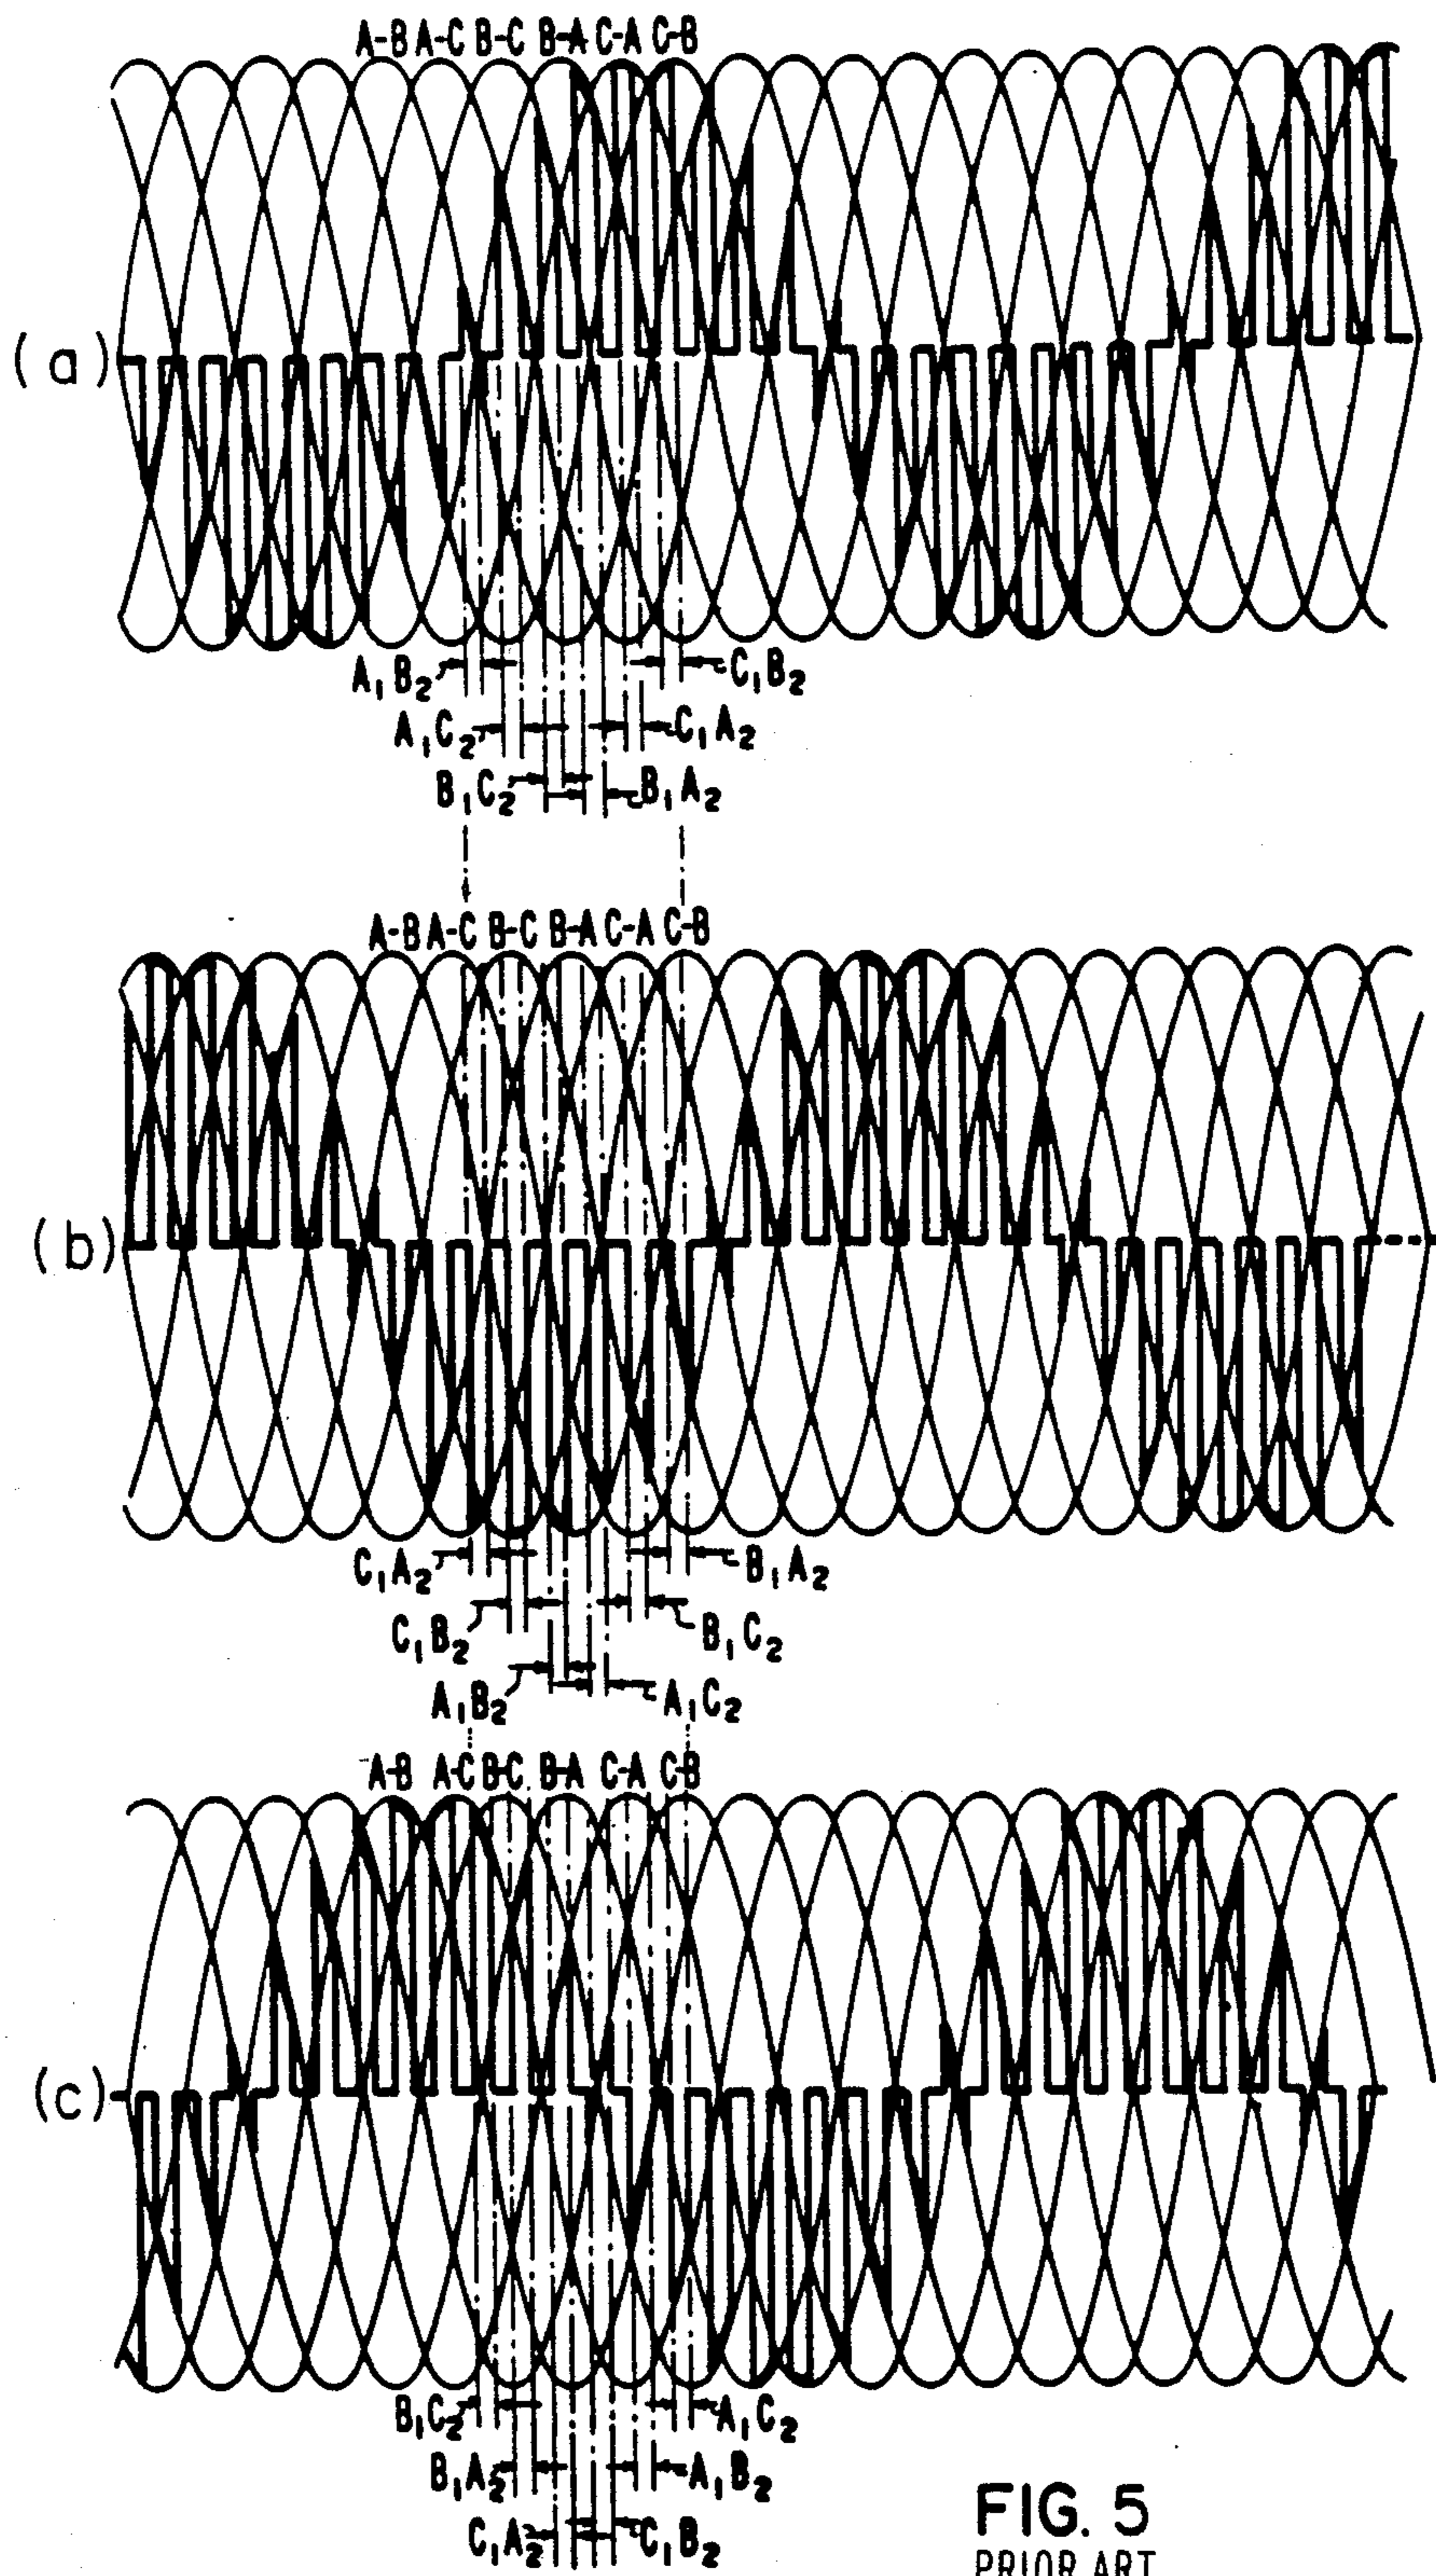 A-B A-C B-C B-A C-A C-B
(a)
A₁B₂ C₁B₂
A₁C₂ C₁A₂
B₁C₂ B₁A₂
A-B A-C B-C B-A C-A C-B
(b)
C₁A₂ B₁A₂
C₁B₂ B₁C₂
A₁B₂ A₁C₂
A-B A-C B-C B-A C-A C-B
(c)
B₁C₂ A₁C₂
B₁A₂ A₁B₂
C₁A₂ C₁B₂
FIG. 5
PRIOR ART